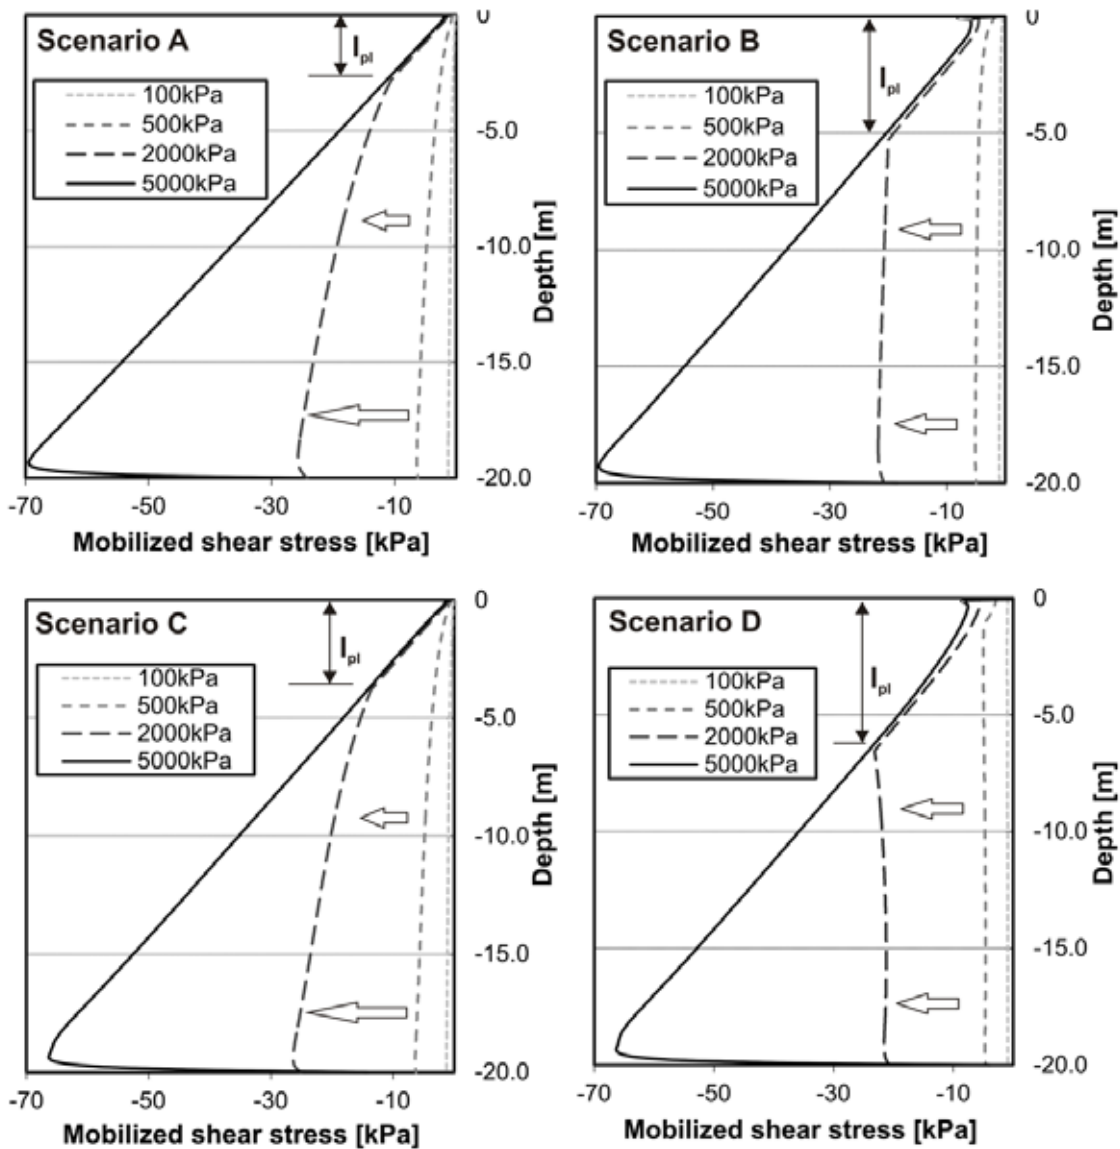 Scenario A
l_pl
100kPa
500kPa
2000kPa
5000kPa
0
-5.0
-10.0
-15.0
-20.0
Depth [m]
-70 -50 -30 -10
Mobilized shear stress [kPa]
Scenario B
l_pl
100kPa
500kPa
2000kPa
5000kPa
0
-5.0
-10.0
-15.0
-20.0
Depth [m]
-70 -50 -30 -10
Mobilized shear stress [kPa]
Scenario C
l_pl
100kPa
500kPa
2000kPa
5000kPa
0
-5.0
-10.0
-15.0
-20.0
Depth [m]
-70 -50 -30 -10
Mobilized shear stress [kPa]
Scenario D
l_pl
100kPa
500kPa
2000kPa
5000kPa
0
-5.0
-10.0
-15.0
-20.0
Depth [m]
-70 -50 -30 -10
Mobilized shear stress [kPa]